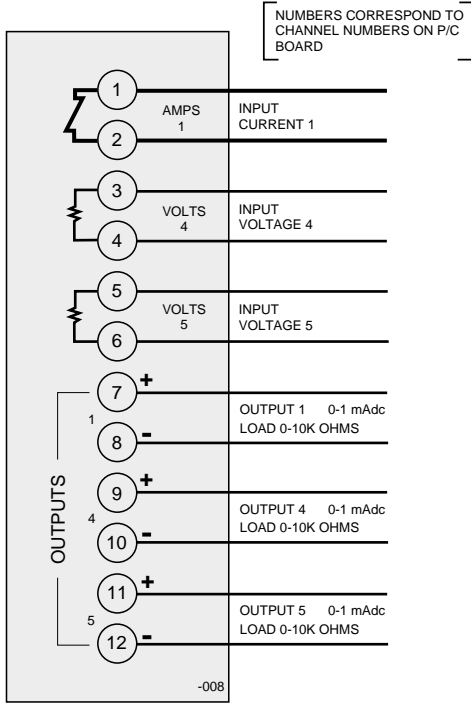 NUMBERS CORRESPOND TO
CHANNEL NUMBERS ON P/C
BOARD
1
AMPS
1
INPUT
CURRENT 1
2
3
VOLTS
4
INPUT
VOLTAGE 4
4
5
VOLTS
5
INPUT
VOLTAGE 5
6
7 +
OUTPUT 1 0-1 mAdc
LOAD 0-10K OHMS
1
8 -
9 +
OUTPUT 4 0-1 mAdc
LOAD 0-10K OHMS
4
10 -
OUTPUTS
11 +
OUTPUT 5 0-1 mAdc
LOAD 0-10K OHMS
5
12 -
-008